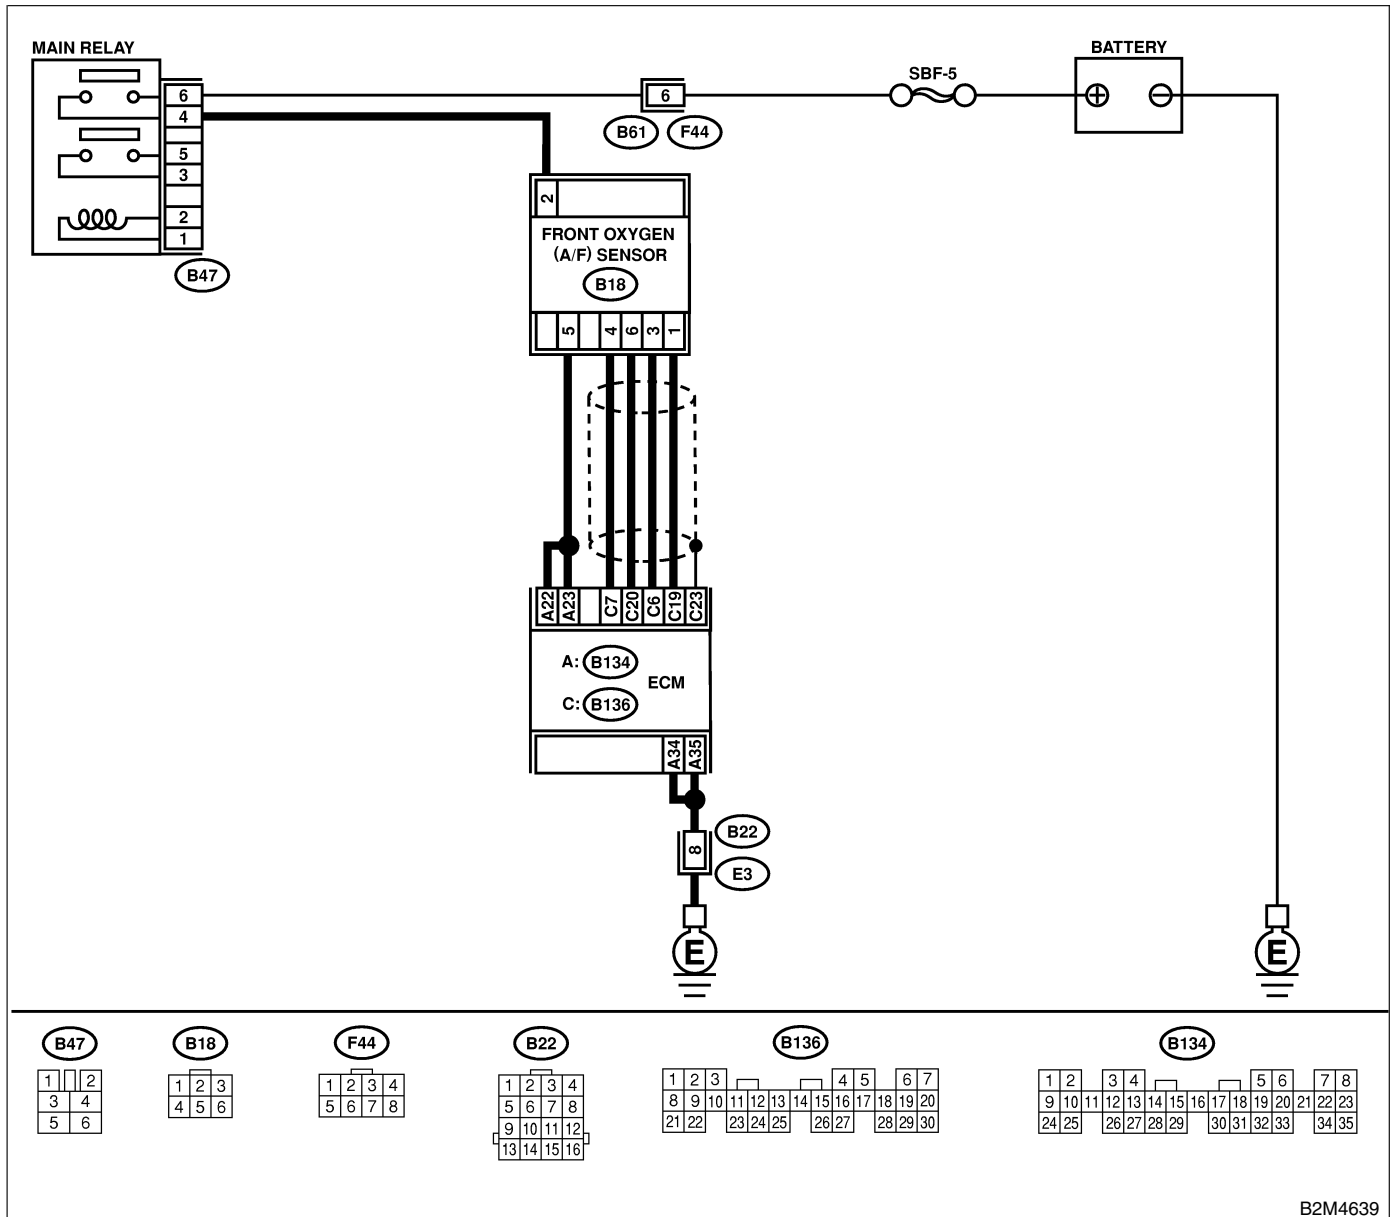 MAIN RELAY
BATTERY
SBF-5
6
4
5
3
2
1
B47
6
B61 F44
2
FRONT OXYGEN
(A/F) SENSOR
B18
5 4 6 3 1
A22 A23 C7 C20 C6 C19 C23
A: B134
ECM
C: B136
A34 A35
B22
8
E3
E E
B47 B18 F44 B22 B136 B134
1 2
3 4
5 6
1 2 3
4 5 6
1 2 3 4
5 6 7 8
1 2 3 4
5 6 7 8
9 10 11 12
13 14 15 16
1 2 3 4 5 6 7
8 9 10 11 12 13 14 15 16 17 18 19 20
21 22 23 24 25 26 27 28 29 30
1 2 3 4 5 6 7 8
9 10 11 12 13 14 15 16 17 18 19 20 21 22 23
24 25 26 27 28 29 30 31 32 33 34 35
B2M4639